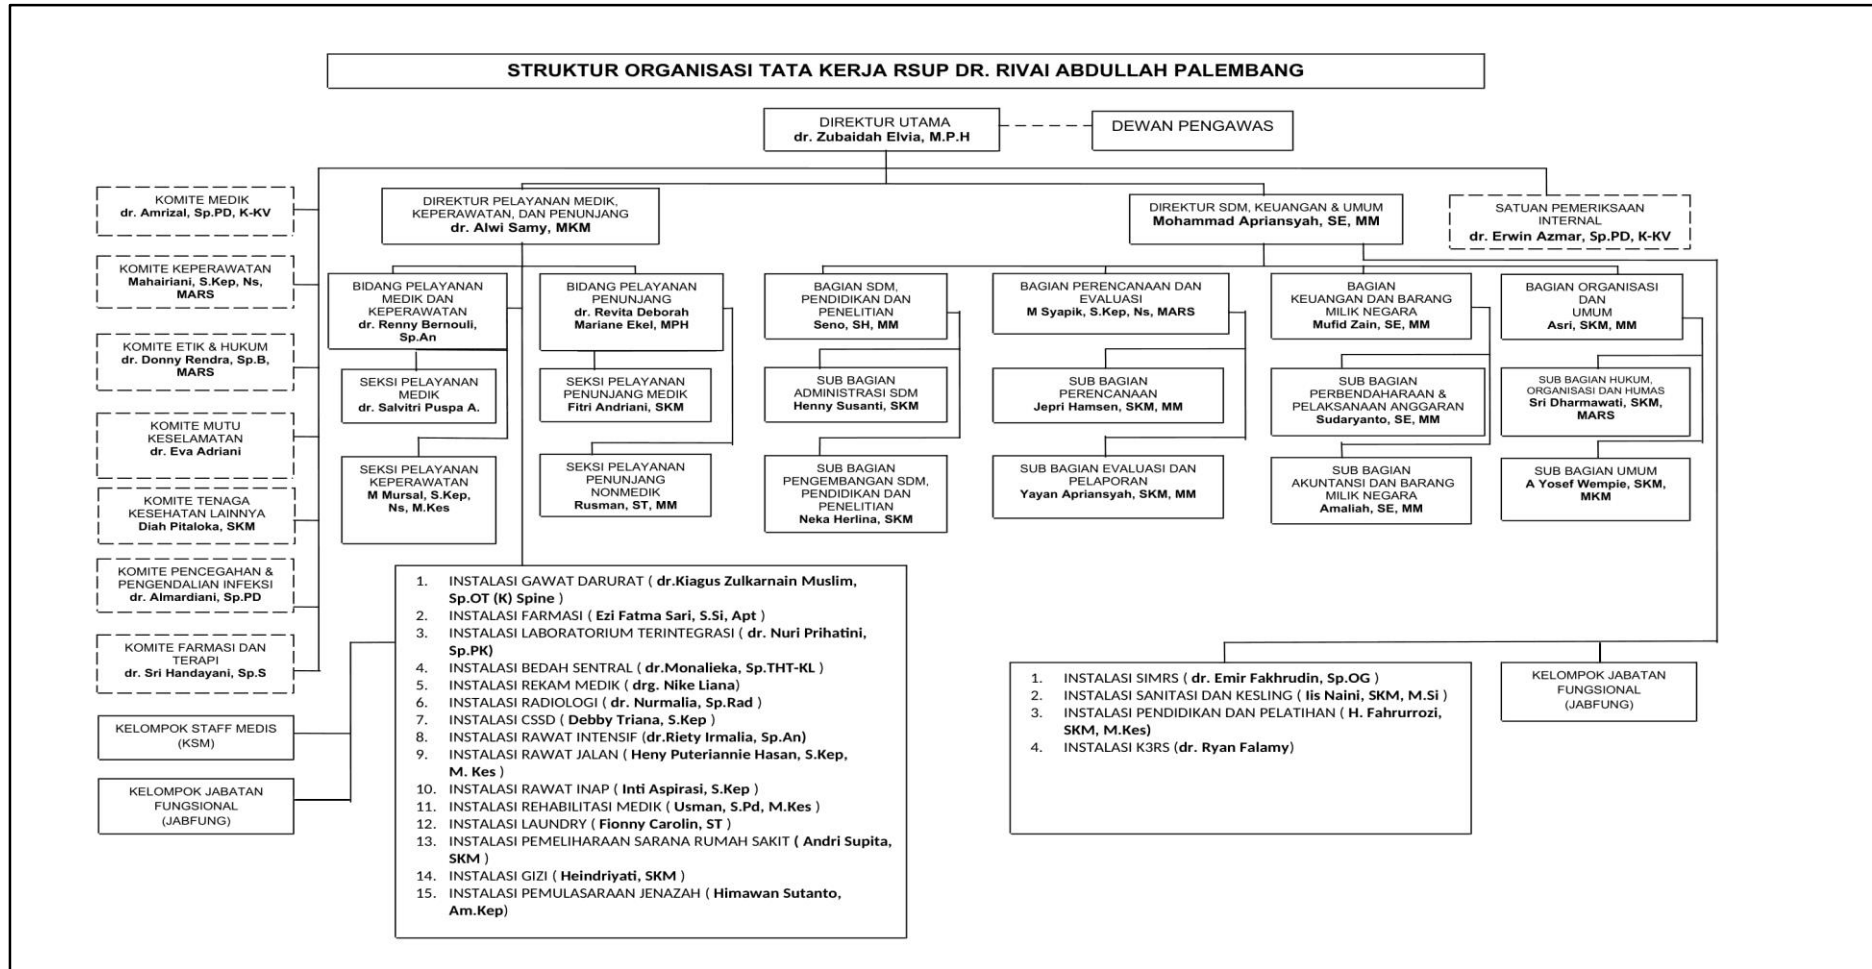 STRUKTUR ORGANISASI TATA KERJA RSUP DR. RIVAI ABDULLAH PALEMBANG
DIREKTUR UTAMA
dr. Zubaidah Elvia, M.P.H
DEWAN PENGAWAS
KOMITE MEDIK
dr. Amrizal, Sp.PD, K-KV
DIREKTUR PELAYANAN MEDIK,
KEPERAWATAN, DAN PENUNJANG
dr. Alwi Samy, MKM
DIREKTUR SDM, KEUANGAN & UMUM
Mohammad Apriansyah, SE, MM
SATUAN PEMERIKSAAN
INTERNAL
dr. Erwin Azmar, Sp.PD, K-KV
KOMITE KEPERAWATAN
Mahairiani, S.Kep, Ns,
MARS
KOMITE ETIK & HUKUM
dr. Donny Rendra, Sp.B,
MARS
KOMITE MUTU
KESELAMATAN
dr. Eva Adriani
KOMITE TENAGA
KESEHATAN LAINNYA
Diah Pitaloka, SKM
KOMITE PENCEGAHAN &
PENGENDALIAN INFEKSI
dr. Almardiani, Sp.PD
KOMITE FARMASI DAN
TERAPI
dr. Sri Handayani, Sp.S
KELOMPOK STAFF MEDIS
(KSM)
KELOMPOK JABATAN
FUNGSIONAL
(JABFUNG)
BIDANG PELAYANAN
MEDIK DAN
KEPERAWATAN
dr. Renny Bernouli,
Sp.An
BIDANG PELAYANAN
PENUNJANG
dr. Revita Deborah
Mariane Ekel, MPH
BAGIAN SDM,
PENDIDIKAN DAN
PENELITIAN
Seno, SH, MM
BAGIAN PERENCANAAN DAN
EVALUASI
M Syapik, S.Kep, Ns, MARS
BAGIAN
KEUANGAN DAN BARANG
MILIK NEGARA
Mufid Zain, SE, MM
BAGIAN ORGANISASI
DAN
UMUM
Asri, SKM, MM
SEKSI PELAYANAN
MEDIK
dr. Salvitri Puspa A.
SEKSI PELAYANAN
PENUNJANG MEDIK
Fitri Andriani, SKM
SUB BAGIAN
ADMINISTRASI SDM
Henny Susanti, SKM
SUB BAGIAN
PERENCANAAN
Jepri Hamsen, SKM, MM
SUB BAGIAN
PERBENDAHARAAN &
PELAKSANAAN ANGGARAN
Sudaryanto, SE, MM
SUB BAGIAN HUKUM,
ORGANISASI DAN HUMAS
Sri Dharmawati, SKM,
MARS
SEKSI PELAYANAN
KEPERAWATAN
M Mursal, S.Kep,
Ns, M.Kes
SEKSI PELAYANAN
PENUNJANG
NONMEDIK
Rusman, ST, MM
SUB BAGIAN
PENGEMBANGAN SDM,
PENDIDIKAN DAN
PENELITIAN
Neka Herlina, SKM
SUB BAGIAN EVALUASI DAN
PELAPORAN
Yayan Apriansyah, SKM, MM
SUB BAGIAN
AKUNTANSI DAN BARANG
MILIK NEGARA
Amaliah, SE, MM
SUB BAGIAN UMUM
A Yosef Wempie, SKM,
MKM
1. INSTALASI GAWAT DARURAT ( dr.Kiagus Zulkarnain Muslim,
Sp.OT (K) Spine )
2. INSTALASI FARMASI ( Ezi Fatma Sari, S.Si, Apt )
3. INSTALASI LABORATORIUM TERINTEGRASI ( dr. Nuri Prihatini,
Sp.PK)
4. INSTALASI BEDAH SENTRAL ( dr.Monalieka, Sp.THT-KL )
5. INSTALASI REKAM MEDIK ( drg. Nike Liana)
6. INSTALASI RADIOLOGI ( dr. Nurmalia, Sp.Rad )
7. INSTALASI CSSD ( Debby Triana, S.Kep )
8. INSTALASI RAWAT INTENSIF (dr.Riety Irmalia, Sp.An)
9. INSTALASI RAWAT JALAN ( Heny Puteriannie Hasan, S.Kep,
M. Kes )
10. INSTALASI RAWAT INAP ( Inti Aspirasi, S.Kep )
11. INSTALASI REHABILITASI MEDIK ( Usman, S.Pd, M.Kes )
12. INSTALASI LAUNDRY ( Fionny Carolin, ST )
13. INSTALASI PEMELIHARAAN SARANA RUMAH SAKIT ( Andri Supita,
SKM )
14. INSTALASI GIZI ( Heindriyati, SKM )
15. INSTALASI PEMULASARAAN JENAZAH ( Himawan Sutanto,
Am.Kep)
1. INSTALASI SIMRS ( dr. Emir Fakhrudin, Sp.OG )
2. INSTALASI SANITASI DAN KESLING ( Iis Naini, SKM, M.Si )
3. INSTALASI PENDIDIKAN DAN PELATIHAN ( H. Fahrurrozi,
SKM, M.Kes)
4. INSTALASI K3RS (dr. Ryan Falamy)
KELOMPOK JABATAN
FUNGSIONAL
(JABFUNG)